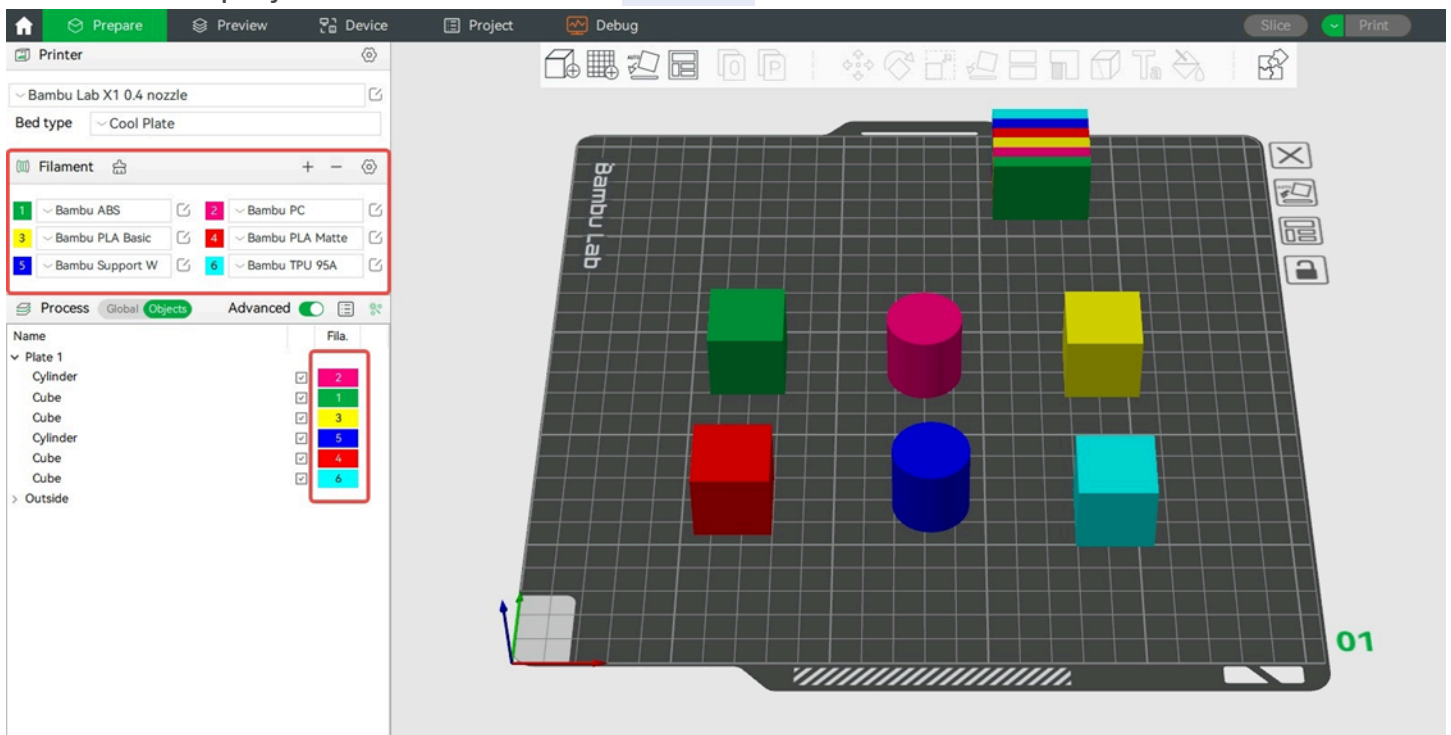 Prepare Preview Device Project Debug Slice Print
Printer
Bambu Lab X1 0.4 nozzle
Bed type Cool Plate
Filament
1 Bambu ABS 2 Bambu PC
3 Bambu PLA Basic 4 Bambu PLA Matte
5 Bambu Support W 6 Bambu TPU 95A
Process Global Objects Advanced
Name Fila.
Plate 1
Cylinder 2
Cube 1
Cube 3
Cylinder 5
Cube 4
Cube 6
Outside
AUTO
O P
Ta
Bambu Lab
AUTO
01